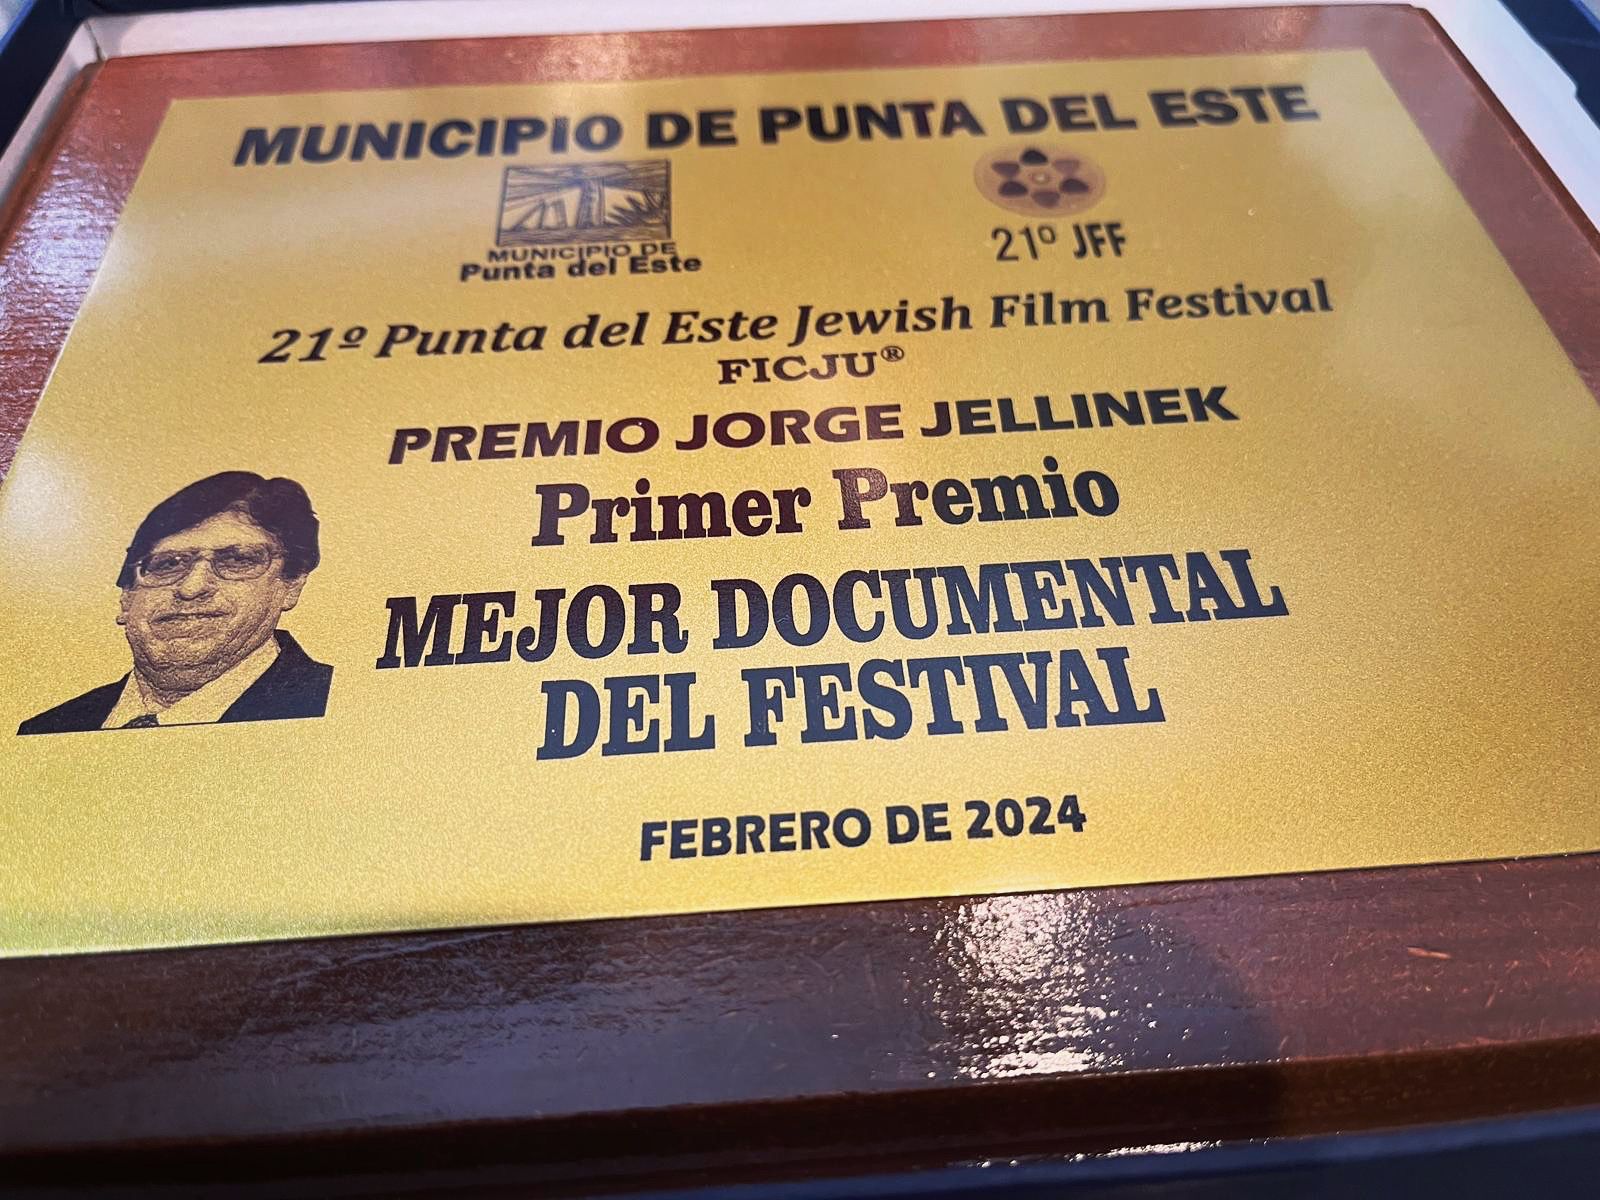 MUNICIPIO DE PUNTA DEL ESTE
MUNICIPIO DE
Punta del Este
21º JFF
21º Punta del Este Jewish Film Festival
FICJU®
PREMIO JORGE JELLINEK
Primer Premio
MEJOR DOCUMENTAL
DEL FESTIVAL
FEBRERO DE 2024